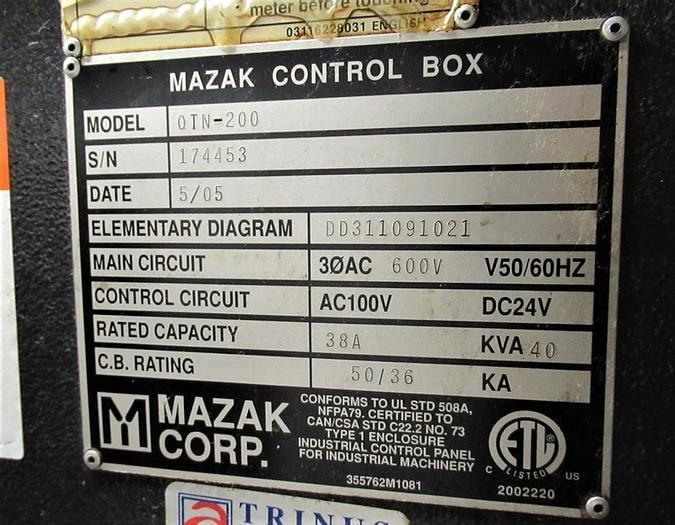 meter before touching
03116228031 ENGLISH
MAZAK CONTROL BOX
MODEL QTN-200
S/N 174453
DATE 5/05
ELEMENTARY DIAGRAM DD311091021
MAIN CIRCUIT 3ØAC 600V V50/60HZ
CONTROL CIRCUIT AC100V DC24V
RATED CAPACITY 38A KVA 40
C.B. RATING 50/36 KA
M MAZAK
CORP.
CONFORMS TO UL STD 508A,
NFPA79. CERTIFIED TO
CAN/CSA STD C22.2 NO. 73
TYPE 1 ENCLOSURE
INDUSTRIAL CONTROL PANEL
FOR INDUSTRIAL MACHINERY
355762M1081
ETL
C LISTED US
2002220
TRINUS